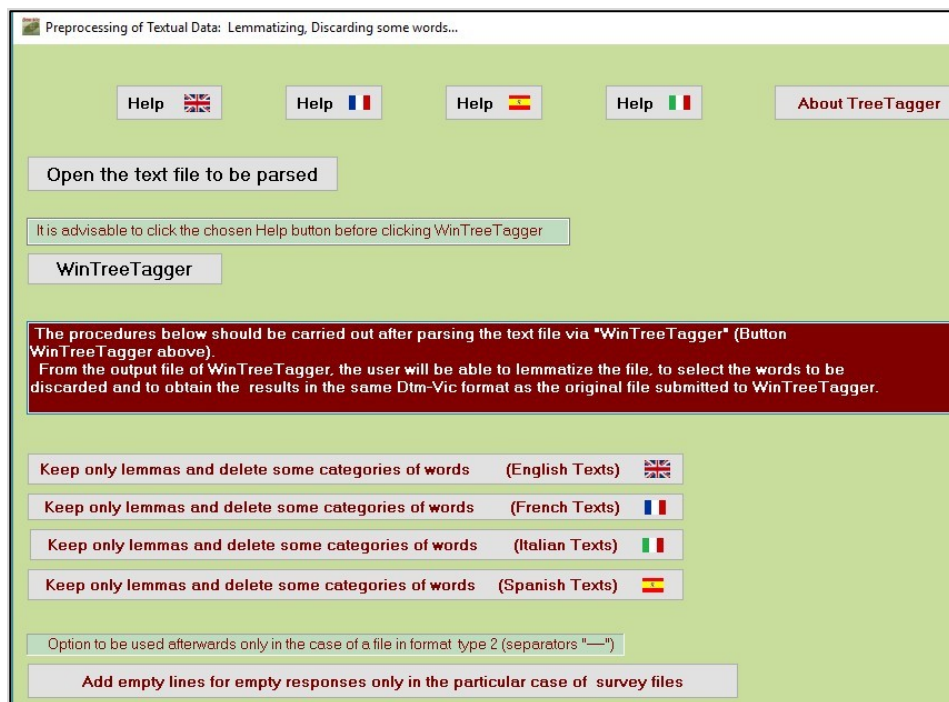 Preprocessing of Textual Data: Lemmatizing, Discarding some words...
Help Help Help Help About TreeTagger
Open the text file to be parsed
It is advisable to click the chosen Help button before clicking WinTreeTagger
WinTreeTagger
The procedures below should be carried out after parsing the text file via "WinTreeTagger" (Button
WinTreeTagger above).
From the output file of WinTreeTagger, the user will be able to lemmatize the file, to select the words to be
discarded and to obtain the results in the same Dtm-Vic format as the original file submitted to WinTreeTagger.
Keep only lemmas and delete some categories of words (English Texts)
Keep only lemmas and delete some categories of words (French Texts)
Keep only lemmas and delete some categories of words (Italian Texts)
Keep only lemmas and delete some categories of words (Spanish Texts)
Option to be used afterwards only in the case of a file in format type 2 (separators "----")
Add empty lines for empty responses only in the particular case of survey files